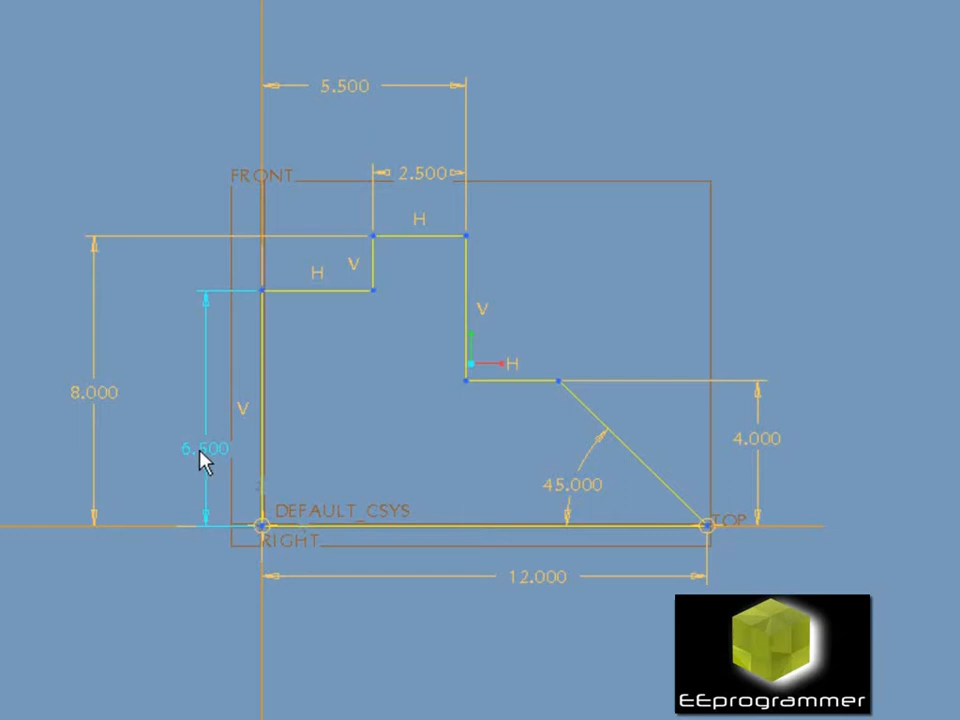 5.500
FRONT
2.500
H
H
V
V
H
8.000
V
6.500
4.000
45.000
DEFAULT_CSYS
TOP
RIGHT
12.000
EEprogrammer